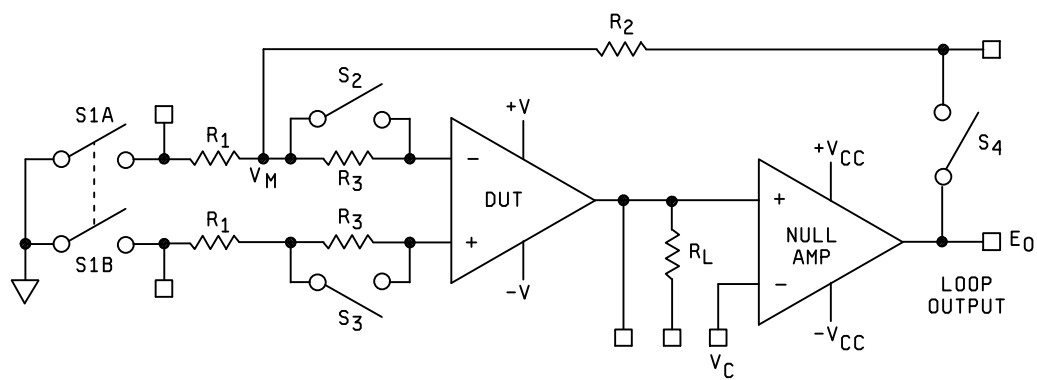 R2
S1A
S2
+V
R1
VM
R3
−
DUT
S4
+VCC
+
NULL
AMP
−
R1
R3
+
S1B
S3
−V
RL
VC
−VCC
EO
LOOP
OUTPUT